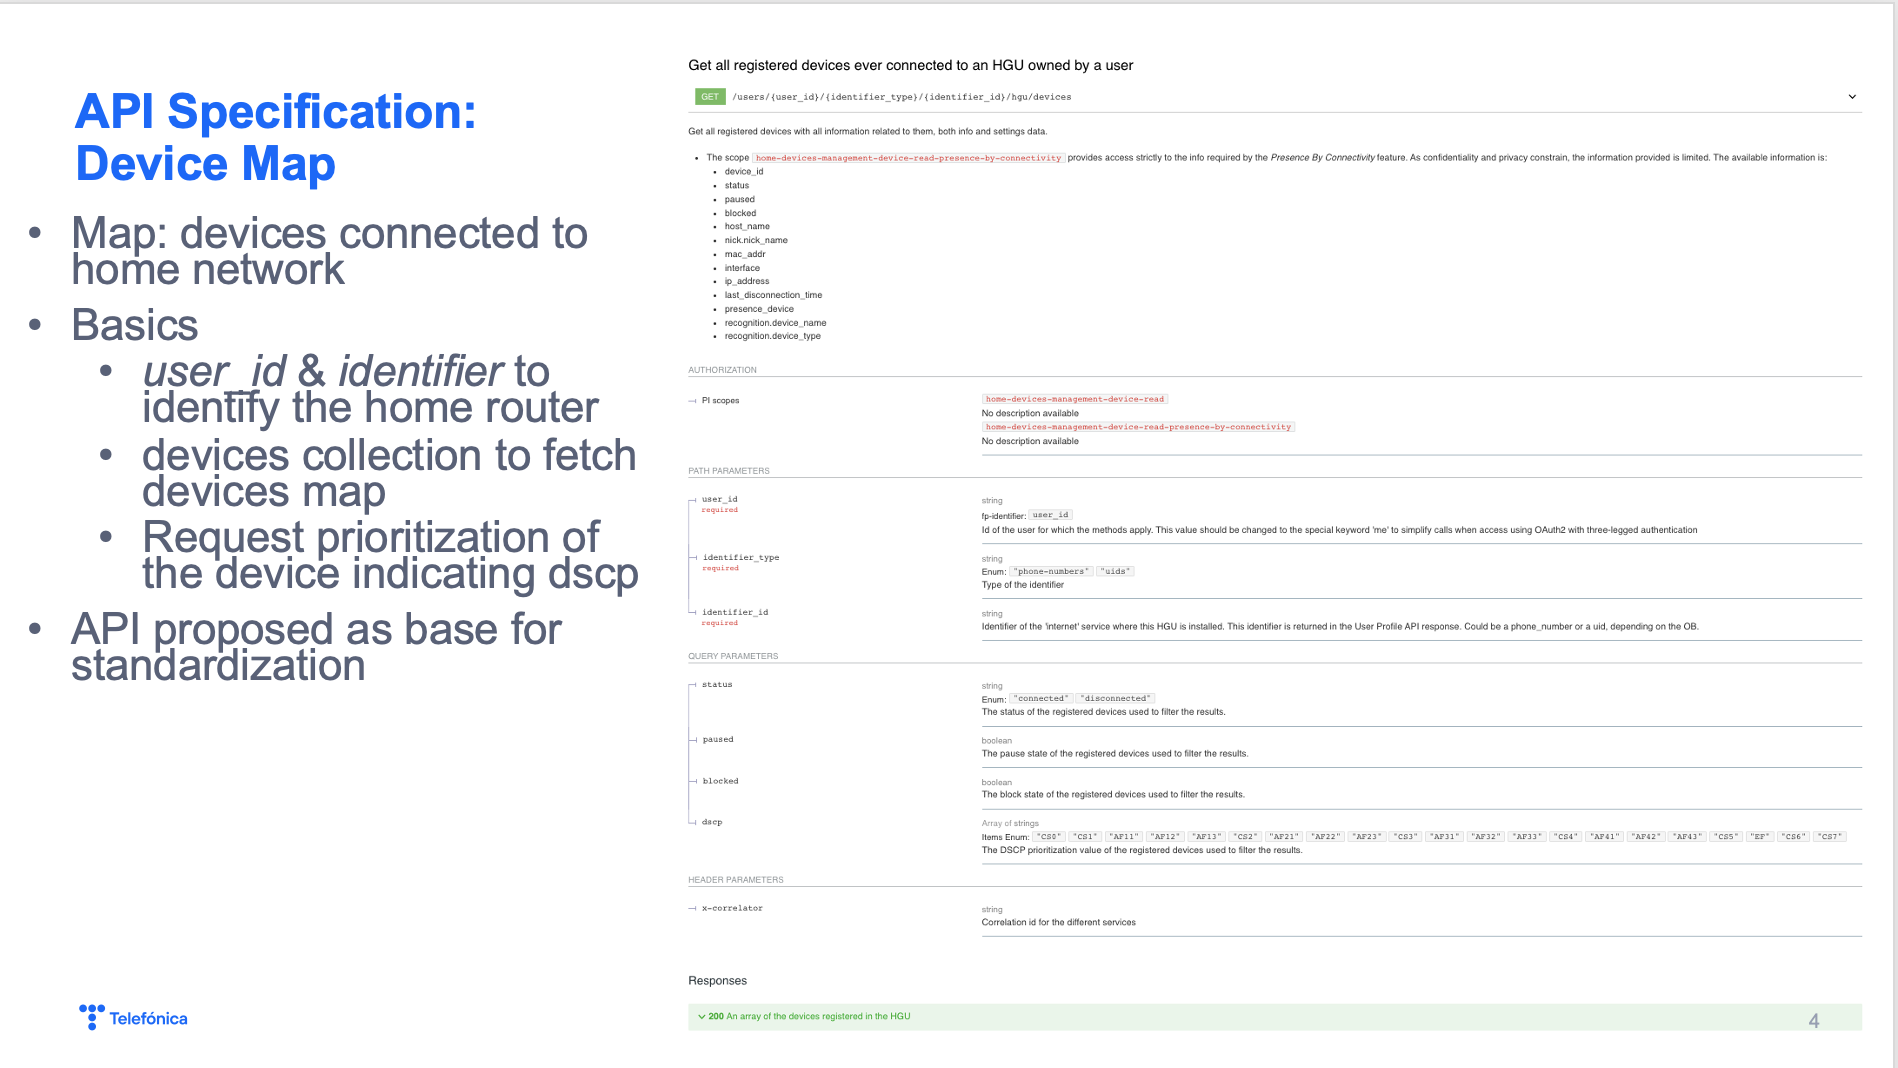 API Specification:
Device Map
• Map: devices connected to
home network
• Basics
• user_id & identifier to
identify the home router
• devices collection to fetch
devices map
• Request prioritization of
the device indicating dscp
• API proposed as base for
standardization
Telefónica
Get all registered devices ever connected to an HGU owned by a user
GET /users/{user_id}/{identifier_type}/{identifier_id}/hgu/devices
Get all registered devices with all information related to them, both info and settings data.
• The scope home-devices-management-device-read-presence-by-connectivity provides access strictly to the info required by the Presence By Connectivity feature. As confidentiality and privacy constrain, the information provided is limited. The available information is:
• device_id
• status
• paused
• blocked
• host_name
• nick.nick_name
• mac_addr
• interface
• ip_address
• last_disconnection_time
• presence_device
• recognition.device_name
• recognition.device_type
AUTHORIZATION
PI scopes
home-devices-management-device-read
No description available
home-devices-management-device-read-presence-by-connectivity
No description available
PATH PARAMETERS
user_id
required
string
fp-identifier: user_id
Id of the user for which the methods apply. This value should be changed to the special keyword 'me' to simplify calls when access using OAuth2 with three-legged authentication
identifier_type
required
string
Enum: "phone-numbers" "uids"
Type of the identifier
identifier_id
required
string
Identifier of the 'internet' service where this HGU is installed. This identifier is returned in the User Profile API response. Could be a phone_number or a uid, depending on the OB.
QUERY PARAMETERS
status
string
Enum: "connected" "disconnected"
The status of the registered devices used to filter the results.
paused
boolean
The pause state of the registered devices used to filter the results.
blocked
boolean
The block state of the registered devices used to filter the results.
dscp
Array of strings
Items Enum: "CS0" "CS1" "AF11" "AF12" "AF13" "CS2" "AF21" "AF22" "AF23" "CS3" "AF31" "AF32" "AF33" "CS4" "AF41" "AF42" "AF43" "CS5" "EF" "CS6" "CS7"
The DSCP prioritization value of the registered devices used to filter the results.
HEADER PARAMETERS
x-correlator
string
Correlation id for the different services
Responses
200 An array of the devices registered in the HGU
4